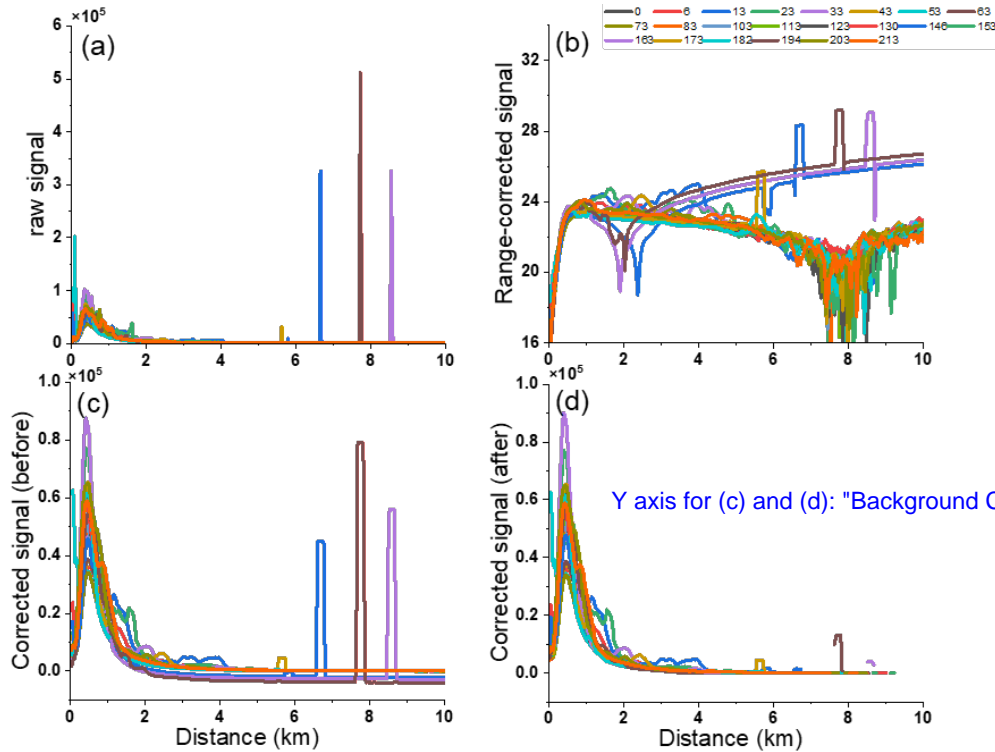 0 6 13 23 33 43 53 63
73 83 103 113 123 130 146 153
163 173 182 194 203 213
(a)
×10⁵
6
5
4
3
2
1
0
raw signal
0 2 4 6 8 10
(b)
28
24
20
16
Range-corrected signal
0 2 4 6 8 10
(c)
×10⁵
1.0
0.8
0.6
0.4
0.2
0.0
Corrected signal (before)
0 2 4 6 8 10
Distance (km)
(d)
×10⁵
1.0
0.8
0.6
0.4
0.2
0.0
Corrected signal (after)
Y axis for (c) and (d): "Background C
0 2 4 6 8 10
Distance (km)